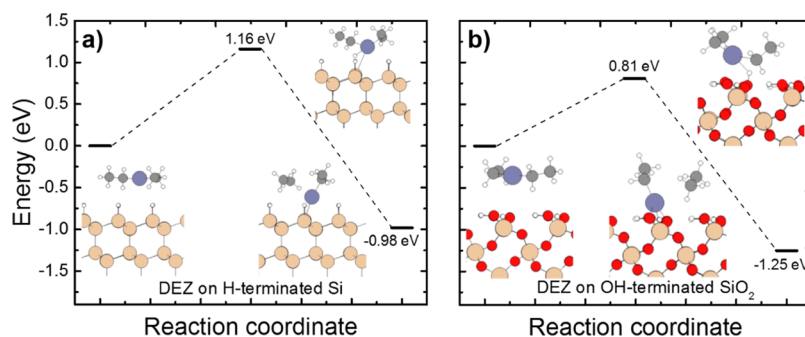 a)
1.16 eV
1.5
1.0
0.5
0.0
-0.5
-1.0
-1.5
Energy (eV)
-0.98 eV
DEZ on H-terminated Si
Reaction coordinate
b)
0.81 eV
-1.25 eV
DEZ on OH-terminated SiO₂
Reaction coordinate